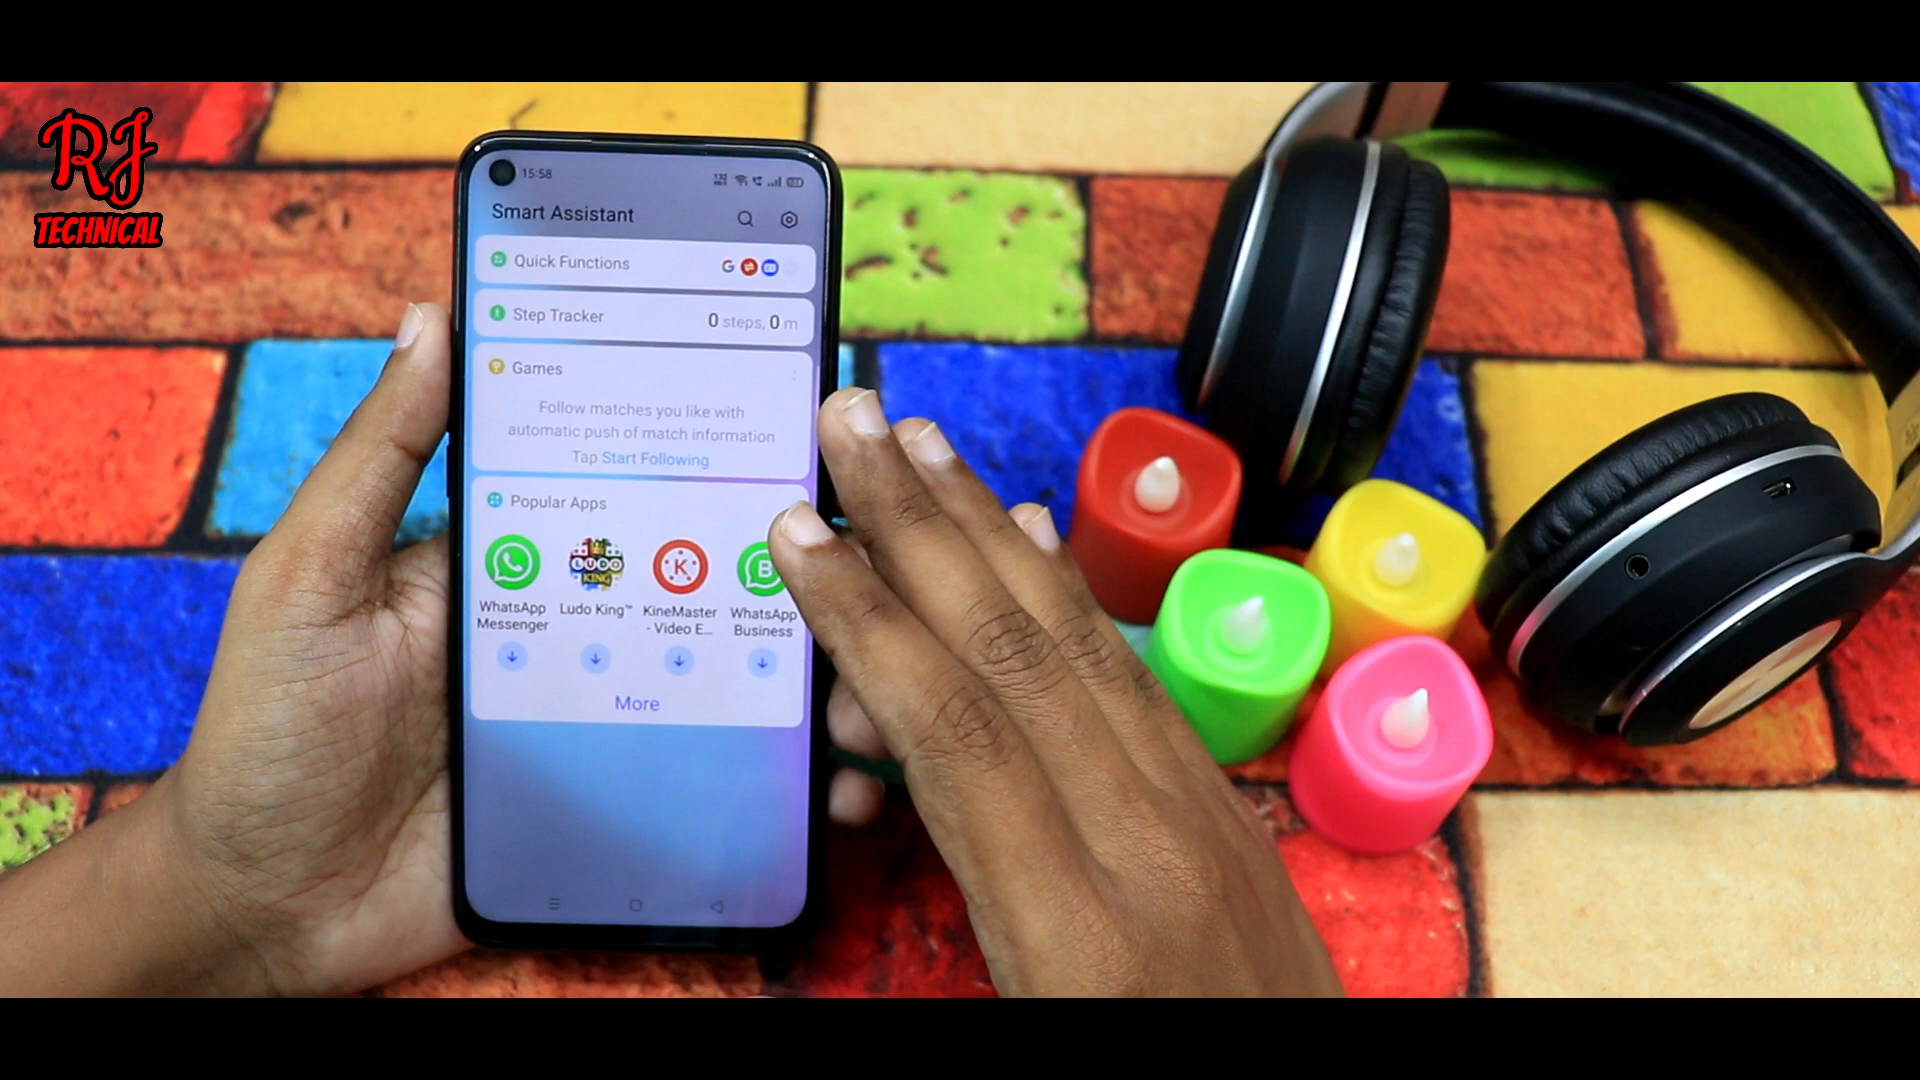 RJ
TECHNICAL
15:58
Smart Assistant
Quick Functions
G
Step Tracker
0 steps, 0 m
Games
Follow matches you like with
automatic push of match information
Tap Start Following
Popular Apps
LUDO
KING
K
B
WhatsApp
Messenger
Ludo King™
KineMaster
- Video E...
WhatsApp
Business
More